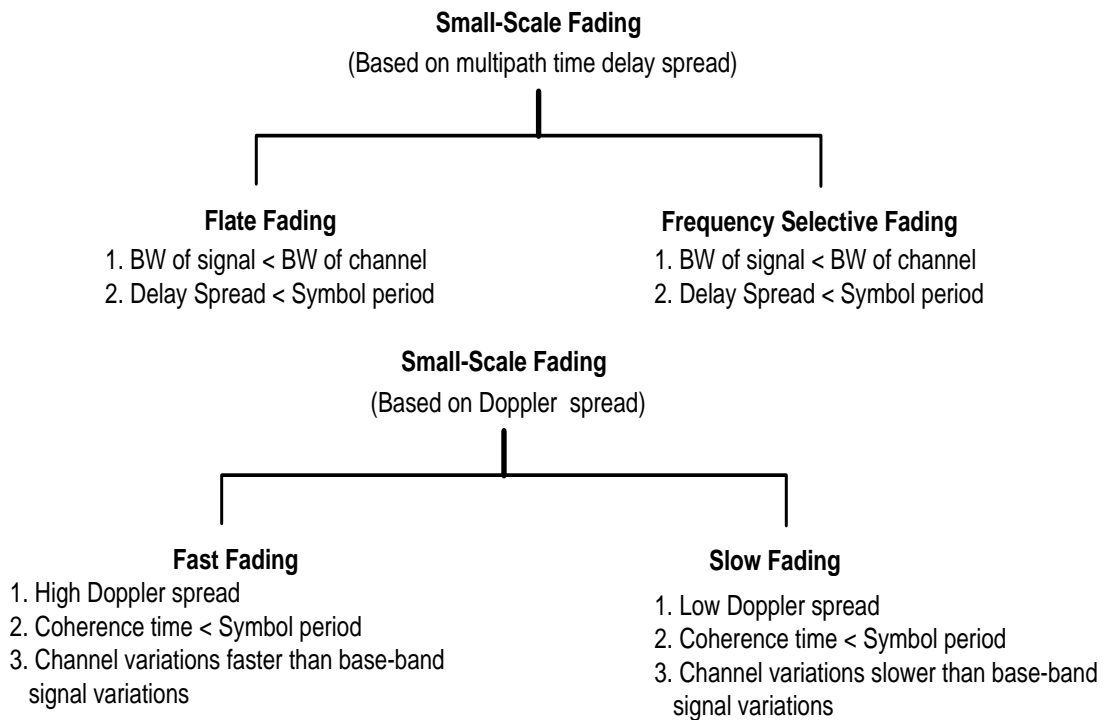 Small-Scale Fading
(Based on multipath time delay spread)
Flate Fading
1. BW of signal < BW of channel
2. Delay Spread < Symbol period
Frequency Selective Fading
1. BW of signal < BW of channel
2. Delay Spread < Symbol period
Small-Scale Fading
(Based on Doppler spread)
Fast Fading
1. High Doppler spread
2. Coherence time < Symbol period
3. Channel variations faster than base-band
signal variations
Slow Fading
1. Low Doppler spread
2. Coherence time < Symbol period
3. Channel variations slower than base-band
signal variations